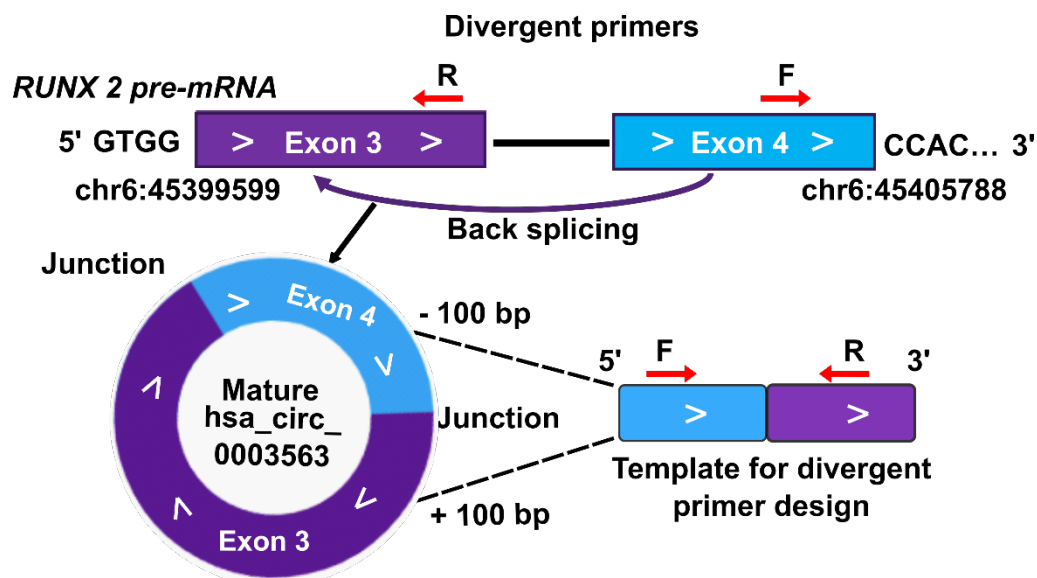 Divergent primers
R
F
RUNX 2 pre-mRNA
5' GTGG
> Exon 3 >
> Exon 4 >
CCAC... 3'
chr6:45399599
chr6:45405788
Back splicing
Junction
> Exon 4 >
- 100 bp
5'
F
R
3'
Mature
hsa_circ_
0003563
Junction
>
>
>
>
>
Exon 3
+ 100 bp
Template for divergent
primer design